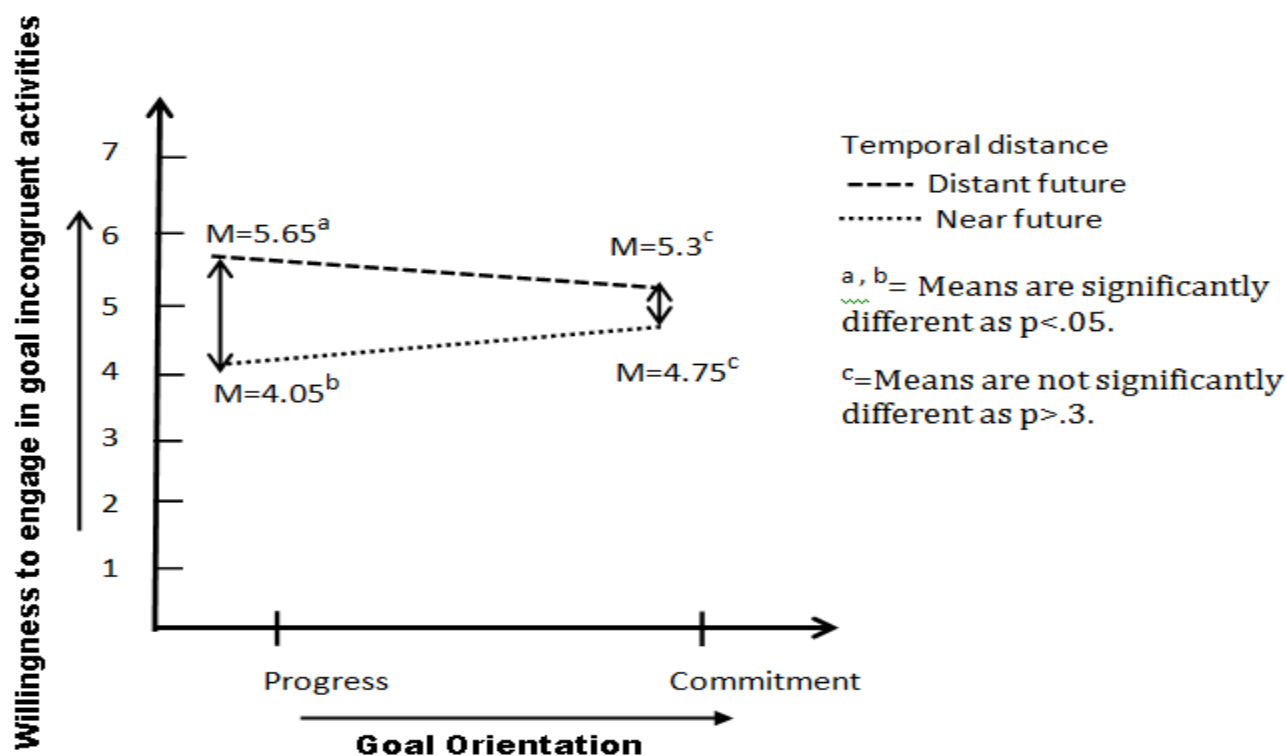 Willingness to engage in goal incongruent activities
7
6
5
4
3
2
1
M=5.65ᵃ
M=5.3ᶜ
M=4.05ᵇ
M=4.75ᶜ
Progress
Commitment
Goal Orientation
Temporal distance
Distant future
Near future
ᵃ , ᵇ= Means are significantly
different as p<.05.
ᶜ=Means are not significantly
different as p>.3.